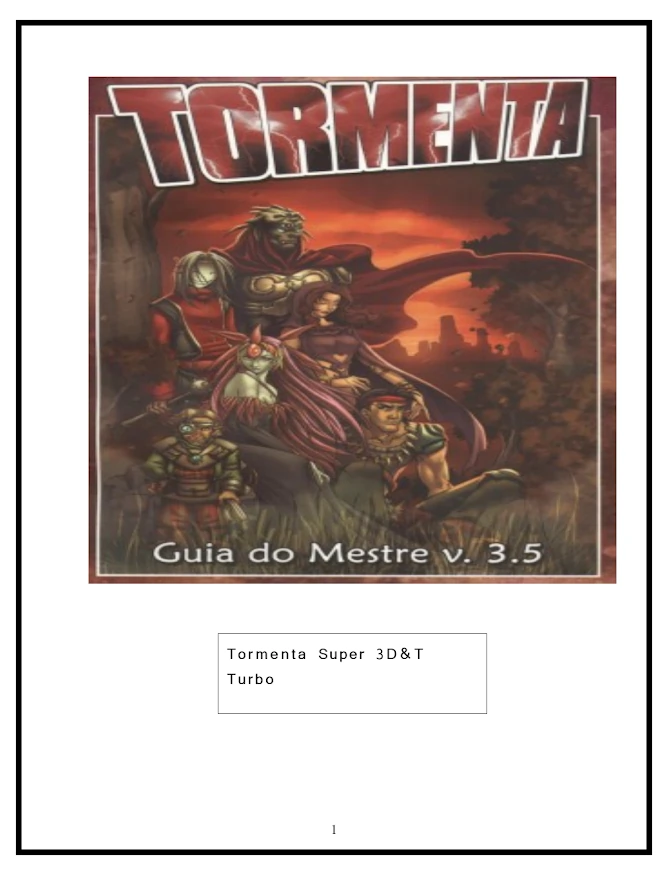 TORMENTA
Guia do Mestre v. 3.5
Tormenta Super 3D&T
Turbo
1